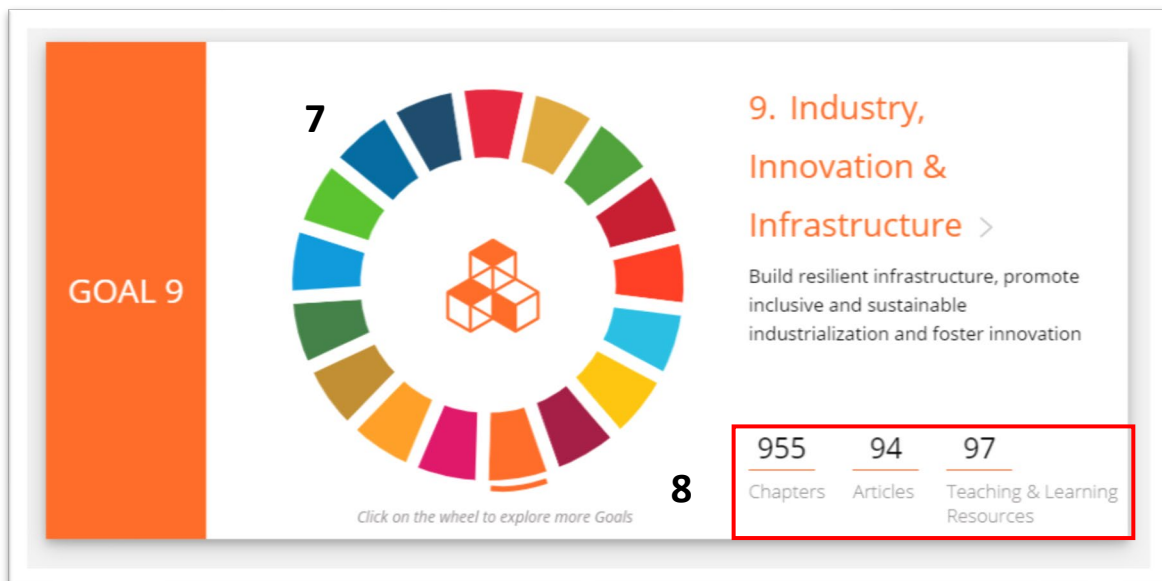 GOAL 9
7
Click on the wheel to explore more Goals
9. Industry,
Innovation &
Infrastructure >
Build resilient infrastructure, promote
inclusive and sustainable
industrialization and foster innovation
8
955 94 97
Chapters Articles Teaching & Learning
Resources